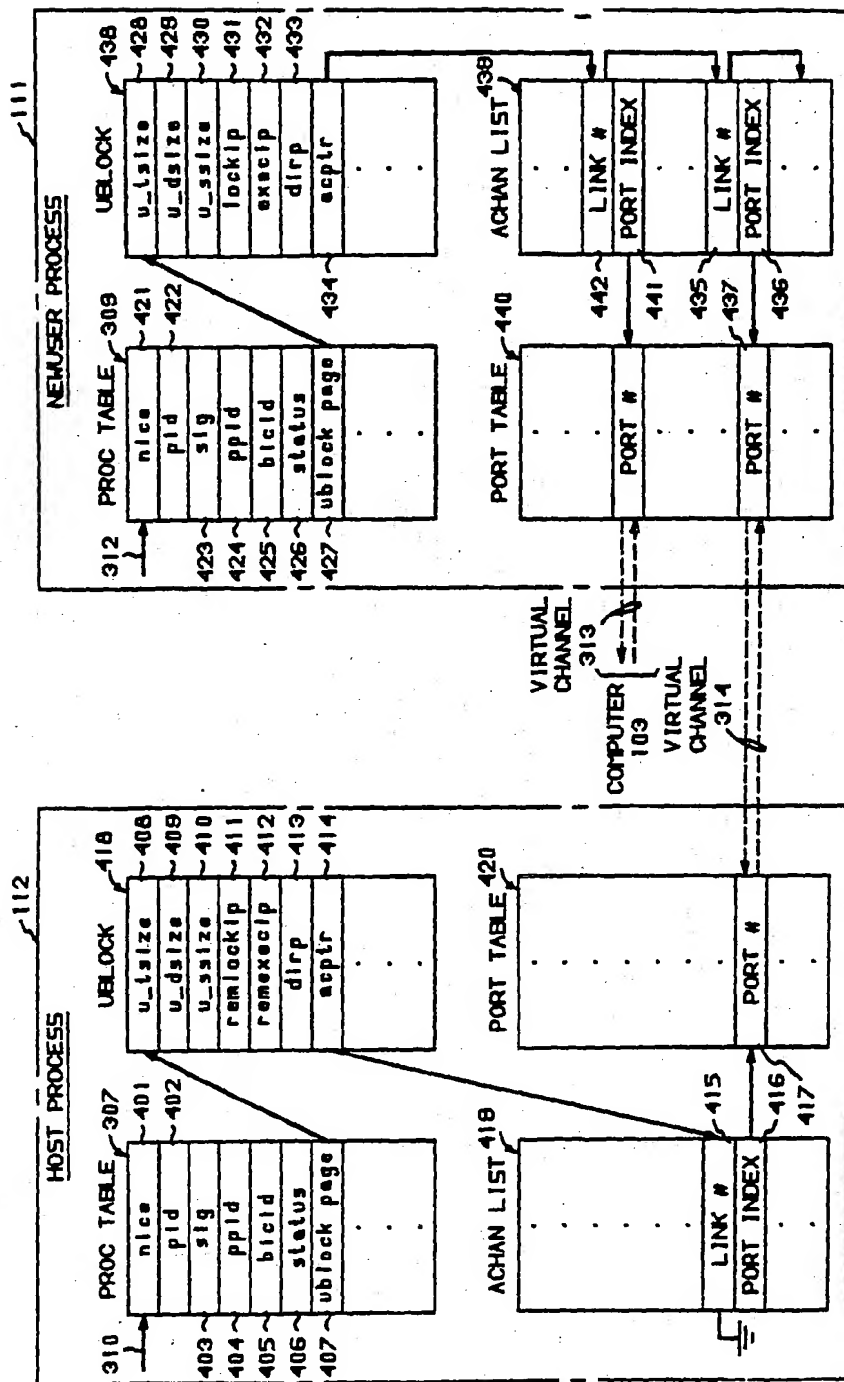 112
HOST PROCESS
PROC TABLE
307
310
nice
401
pid
402
sig
403
ppid
404
bicid
405
status
406
ublock page
407
UBLOCK
418
u_tsize
408
u_dsize
409
u_ssize
410
remlockip
411
remexecip
412
dirp
413
acptr
414
ACHAN LIST
419
LINK #
415
PORT INDEX
416
PORT TABLE
420
PORT #
417
VIRTUAL
CHANNEL
313
COMPUTER
103
VIRTUAL
CHANNEL
314
111
NEWUSER PROCESS
PROC TABLE
309
312
nice
421
pid
422
sig
423
ppid
424
bicid
425
status
426
ublock page
427
UBLOCK
438
u_tsize
428
u_dsize
429
u_ssize
430
lockip
431
execip
432
dirp
433
acptr
434
PORT TABLE
440
PORT #
PORT #
437
ACHAN LIST
439
LINK #
442
PORT INDEX
441
LINK #
435
PORT INDEX
436